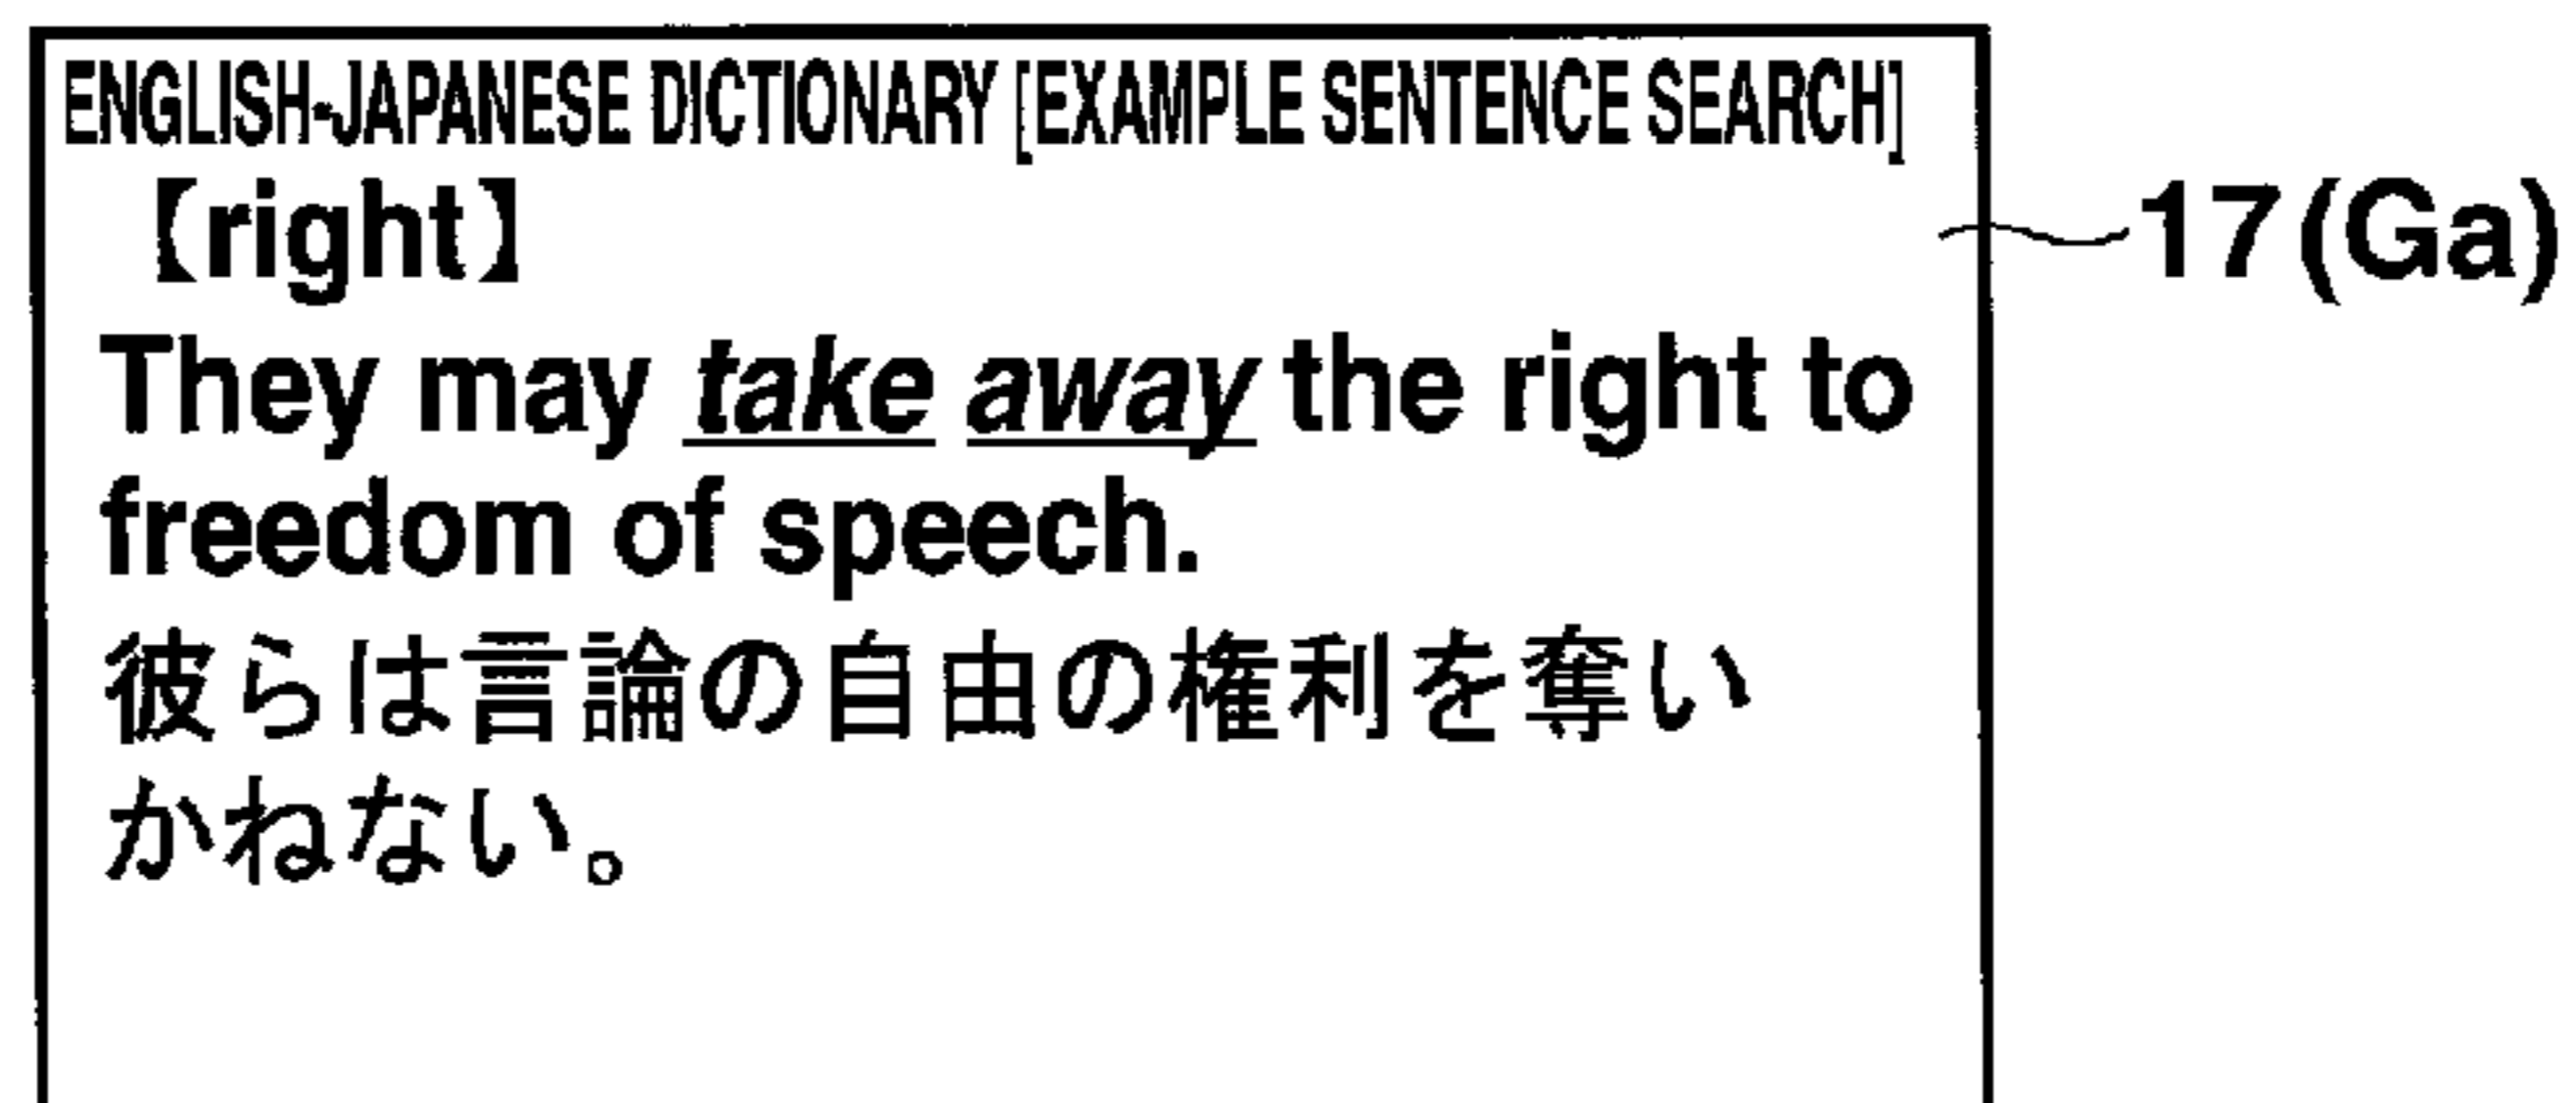 ENGLISH-JAPANESE DICTIONARY [EXAMPLE SENTENCE SEARCH]
【right】
17(Ga)
They may take away the right to
freedom of speech.
彼らは言論の自由の権利を奪い
かねない。